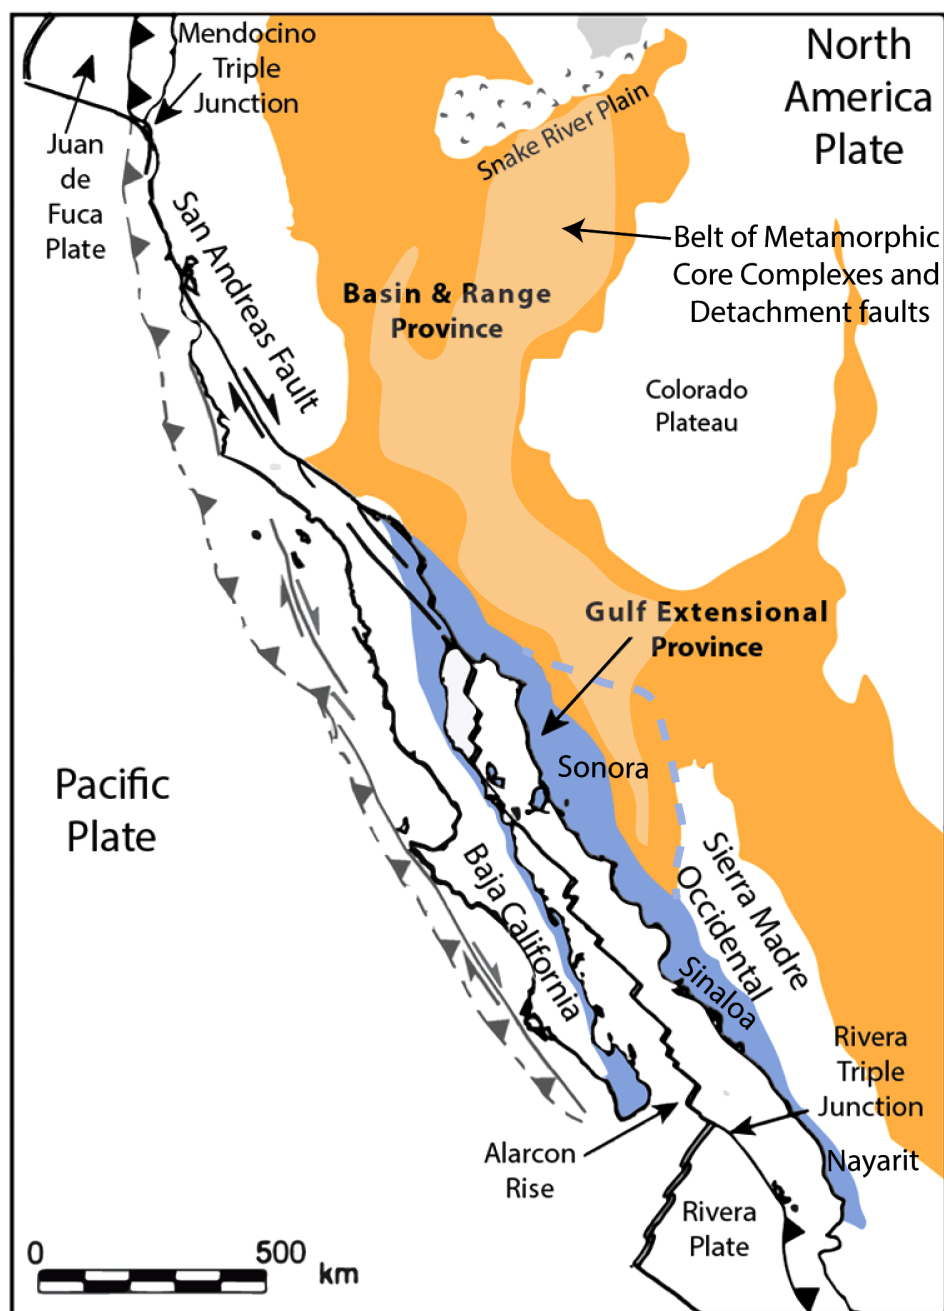 Mendocino
Triple
Junction
North
America
Plate
Juan
de
Fuca
Plate
Snake River Plain
San Andreas Fault
Belt of Metamorphic
Core Complexes and
Detachment faults
Basin & Range
Province
Colorado
Plateau
Gulf Extensional
Province
Sonora
Pacific
Plate
Baja California
Sierra Madre
Occidental
Sinaloa
Rivera
Triple
Junction
Alarcon
Rise
Nayarit
Rivera
Plate
0 500
km